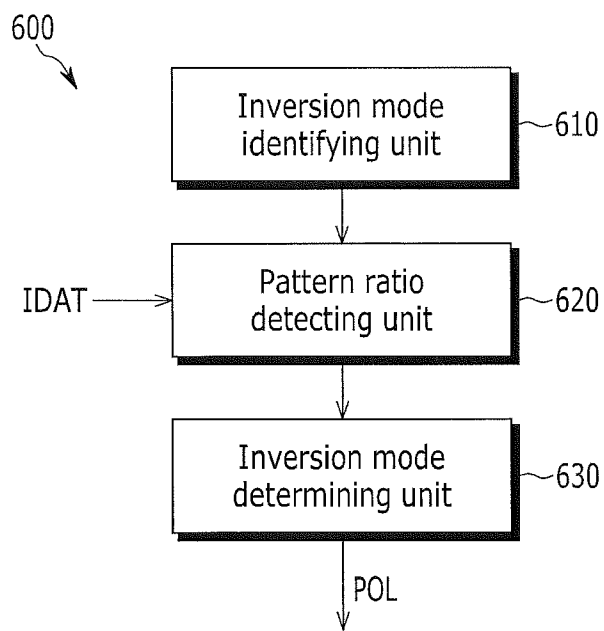 600
Inversion mode
identifying unit
610
IDAT
Pattern ratio
detecting unit
620
Inversion mode
determining unit
630
POL